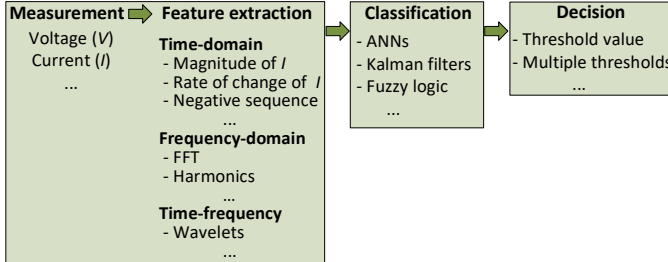 Measurement
Voltage (V)
Current (I)
...
Feature extraction
Time-domain
- Magnitude of I
- Rate of change of I
- Negative sequence
...
Frequency-domain
- FFT
- Harmonics
...
Time-frequency
- Wavelets
...
Classification
- ANNs
- Kalman filters
- Fuzzy logic
...
Decision
- Threshold value
- Multiple thresholds
...